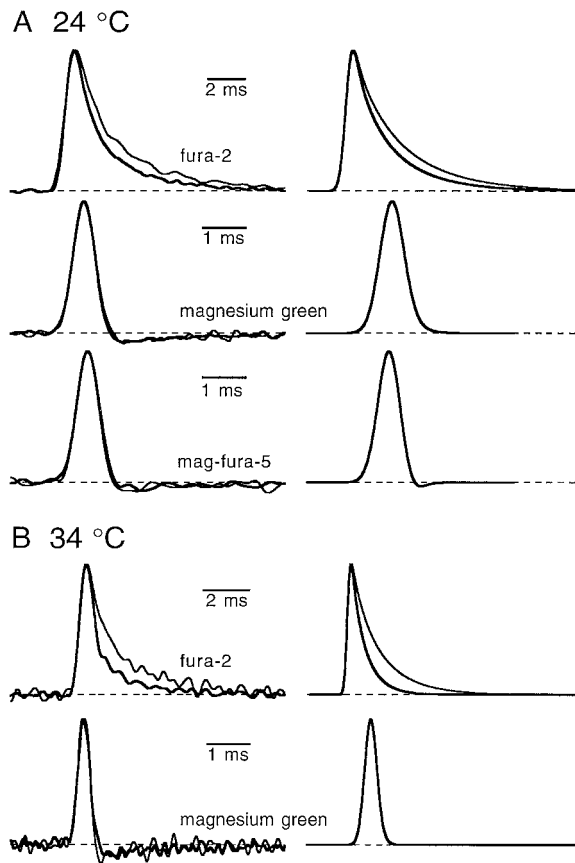 A 24 °C
2 ms
fura-2
1 ms
magnesium green
1 ms
mag-fura-5
B 34 °C
2 ms
fura-2
1 ms
magnesium green